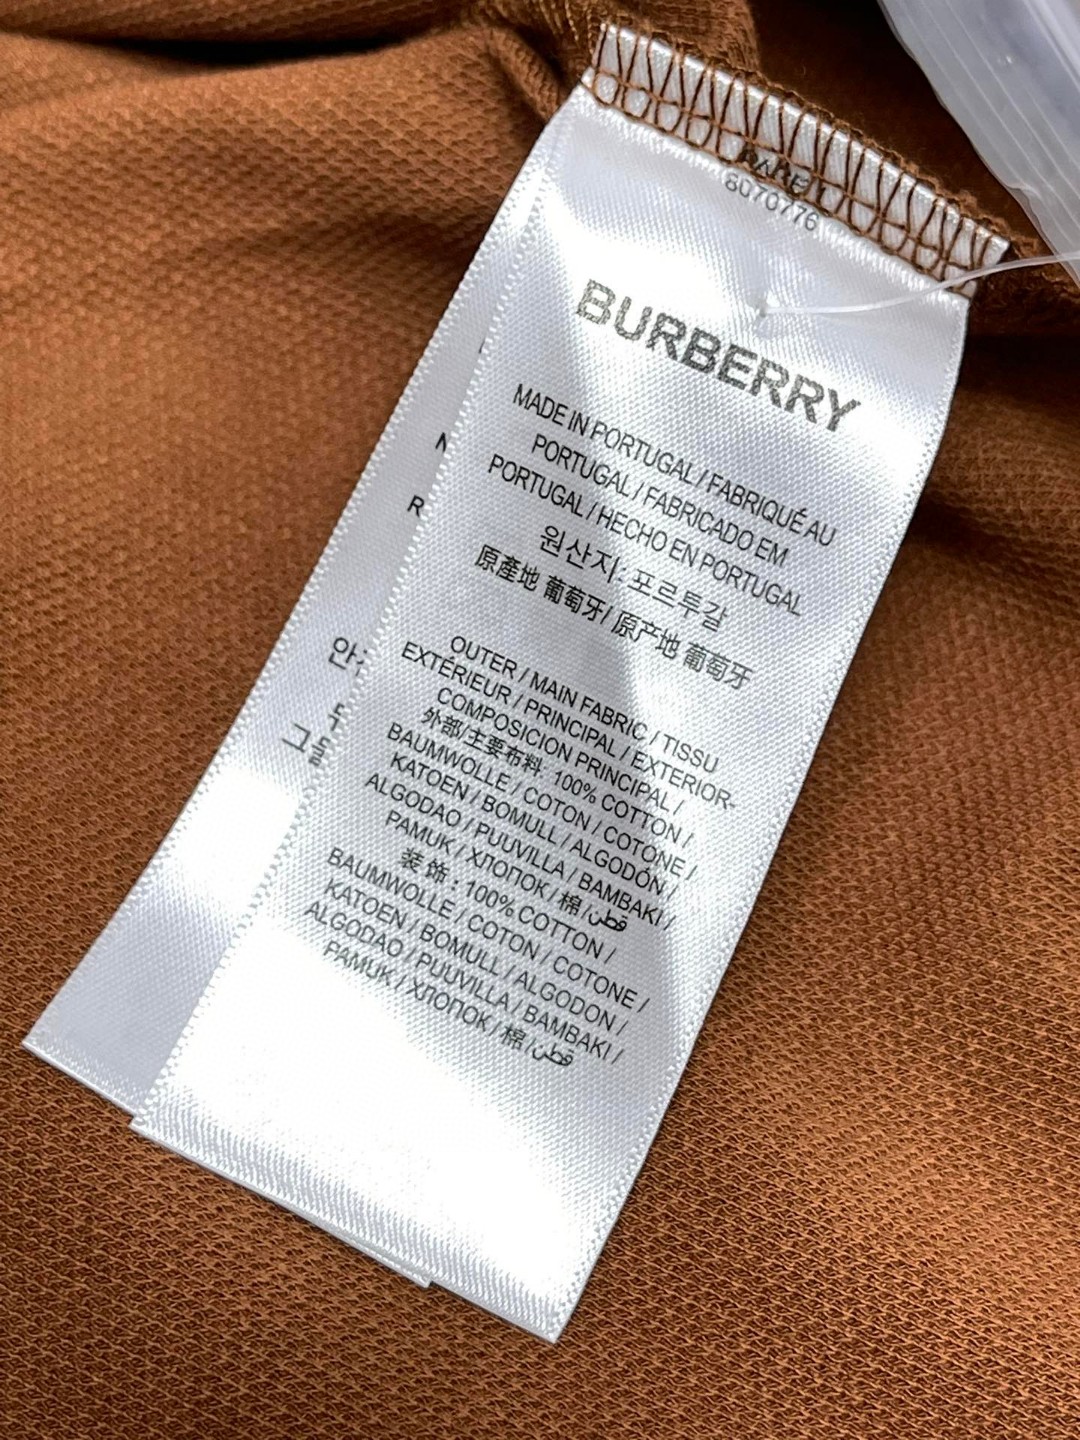 8070776
BURBERRY
MADE IN PORTUGAL / FABRIQUÉ AU
PORTUGAL / FABRICADO EM
PORTUGAL / HECHO EN PORTUGAL
원산지: 포르투갈
原產地 葡萄牙/ 原产地 葡萄牙
OUTER / MAIN FABRIC / TISSU
EXTÉRIEUR / PRINCIPAL / EXTERIOR-
COMPOSICION PRINCIPAL /
外部/主要布料: 100% COTTON /
BAUMWOLLE / COTON / COTONE /
KATOEN / BOMULL / ALGODÓN /
ALGODAO / PUUVILLA / BAMBAKI /
PAMUK / ХЛОПОК / 棉 / قطن
装饰 : 100% COTTON /
BAUMWOLLE / COTON / COTONE /
KATOEN / BOMULL / ALGODON /
ALGODAO / PUUVILLA / BAMBAKI /
PAMUK / ХЛОПОК / 棉 / قطن